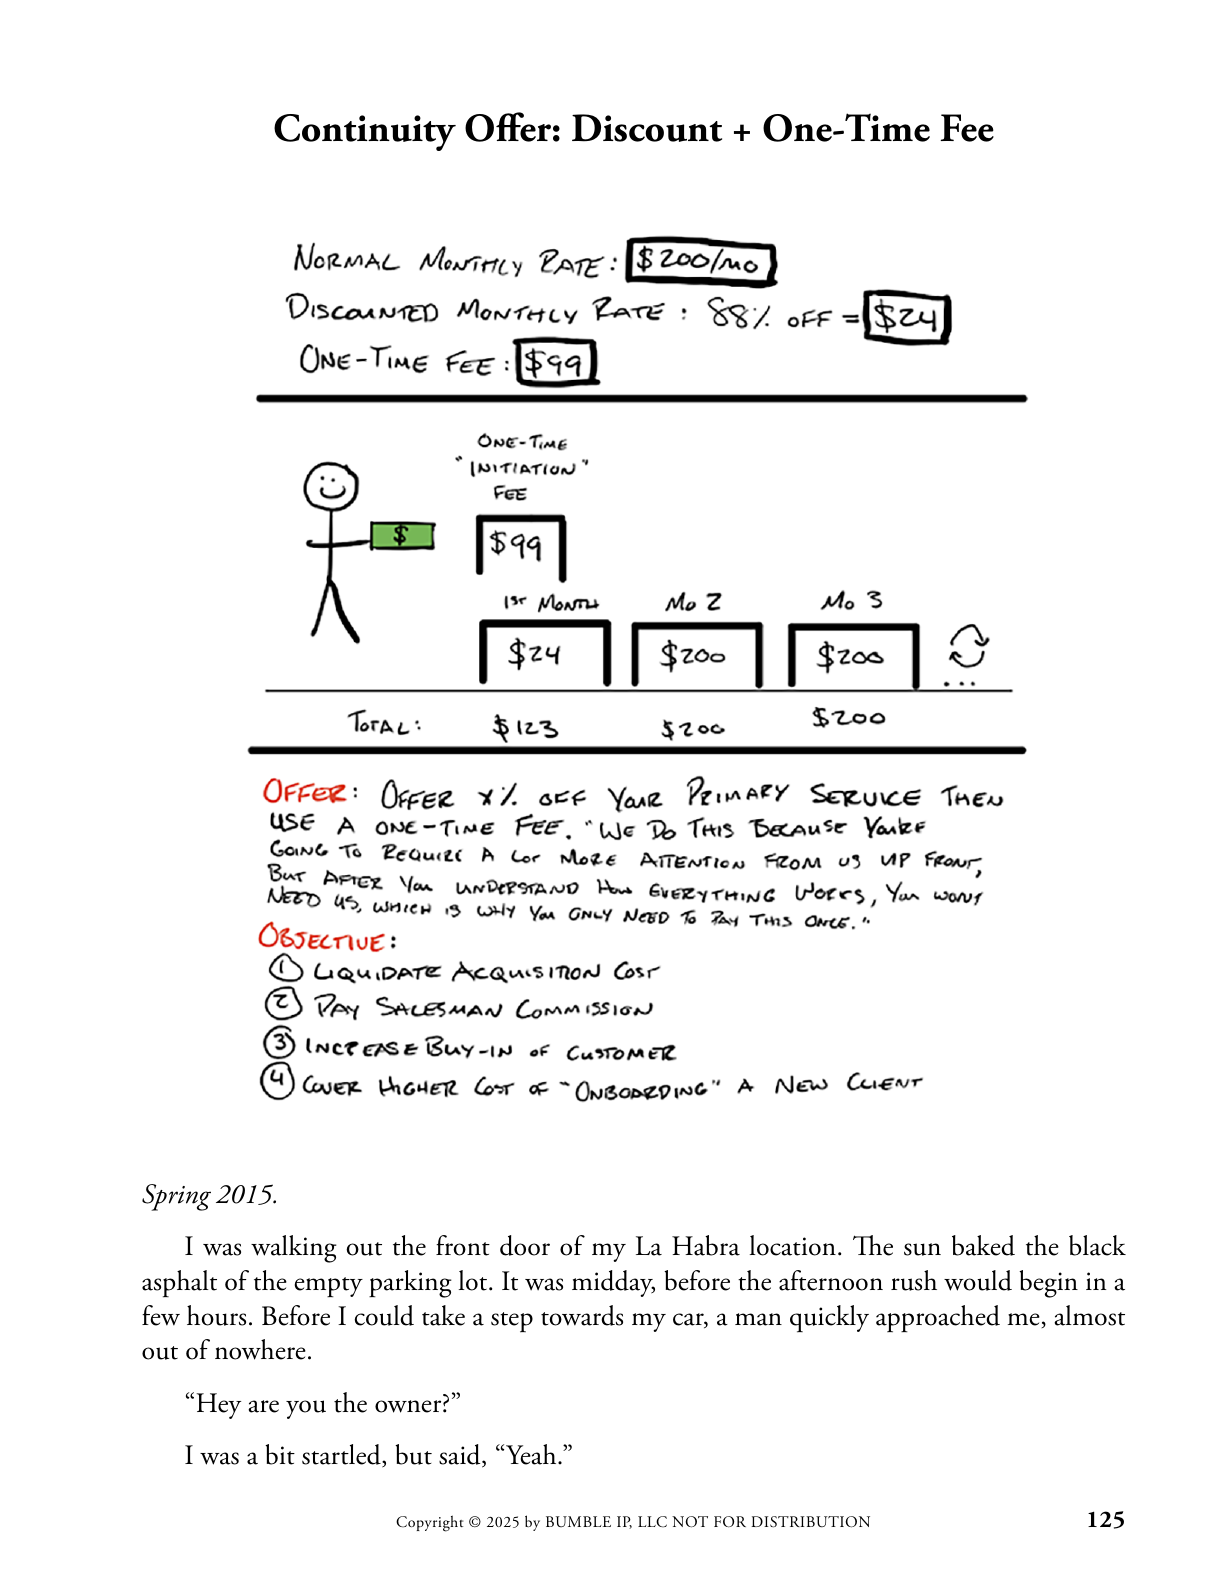 Continuity Offer: Discount + One-Time Fee
NORMAL MONTHLY RATE: $200/MO
DISCOUNTED MONTHLY RATE: 88% OFF = $24
ONE-TIME FEE: $99
ONE-TIME
"INITIATION"
FEE
$
$99
1ST MONTH MO 2 MO 3
$24 $200 $200
...
TOTAL: $123 $200 $200
OFFER: OFFER X% OFF YOUR PRIMARY SERVICE THEN
USE A ONE-TIME FEE. "WE DO THIS BECAUSE YOU'RE
GOING TO REQUIRE A LOT MORE ATTENTION FROM US UP FRONT,
BUT AFTER YOU UNDERSTAND HOW EVERYTHING WORKS, YOU WONT
NEED US, WHICH IS WHY YOU ONLY NEED TO PAY THIS ONCE."
OBJECTIVE:
1 LIQUIDATE ACQUISITION COST
2 PAY SALESMAN COMMISSION
3 INCREASE BUY-IN OF CUSTOMER
4 COVER HIGHER COST OF "ONBOARDING" A NEW CLIENT
Spring 2015.
I was walking out the front door of my La Habra location. The sun baked the black
asphalt of the empty parking lot. It was midday, before the afternoon rush would begin in a
few hours. Before I could take a step towards my car, a man quickly approached me, almost
out of nowhere.
“Hey are you the owner?”
I was a bit startled, but said, “Yeah.”
Copyright © 2025 by BUMBLE IP, LLC NOT FOR DISTRIBUTION 125